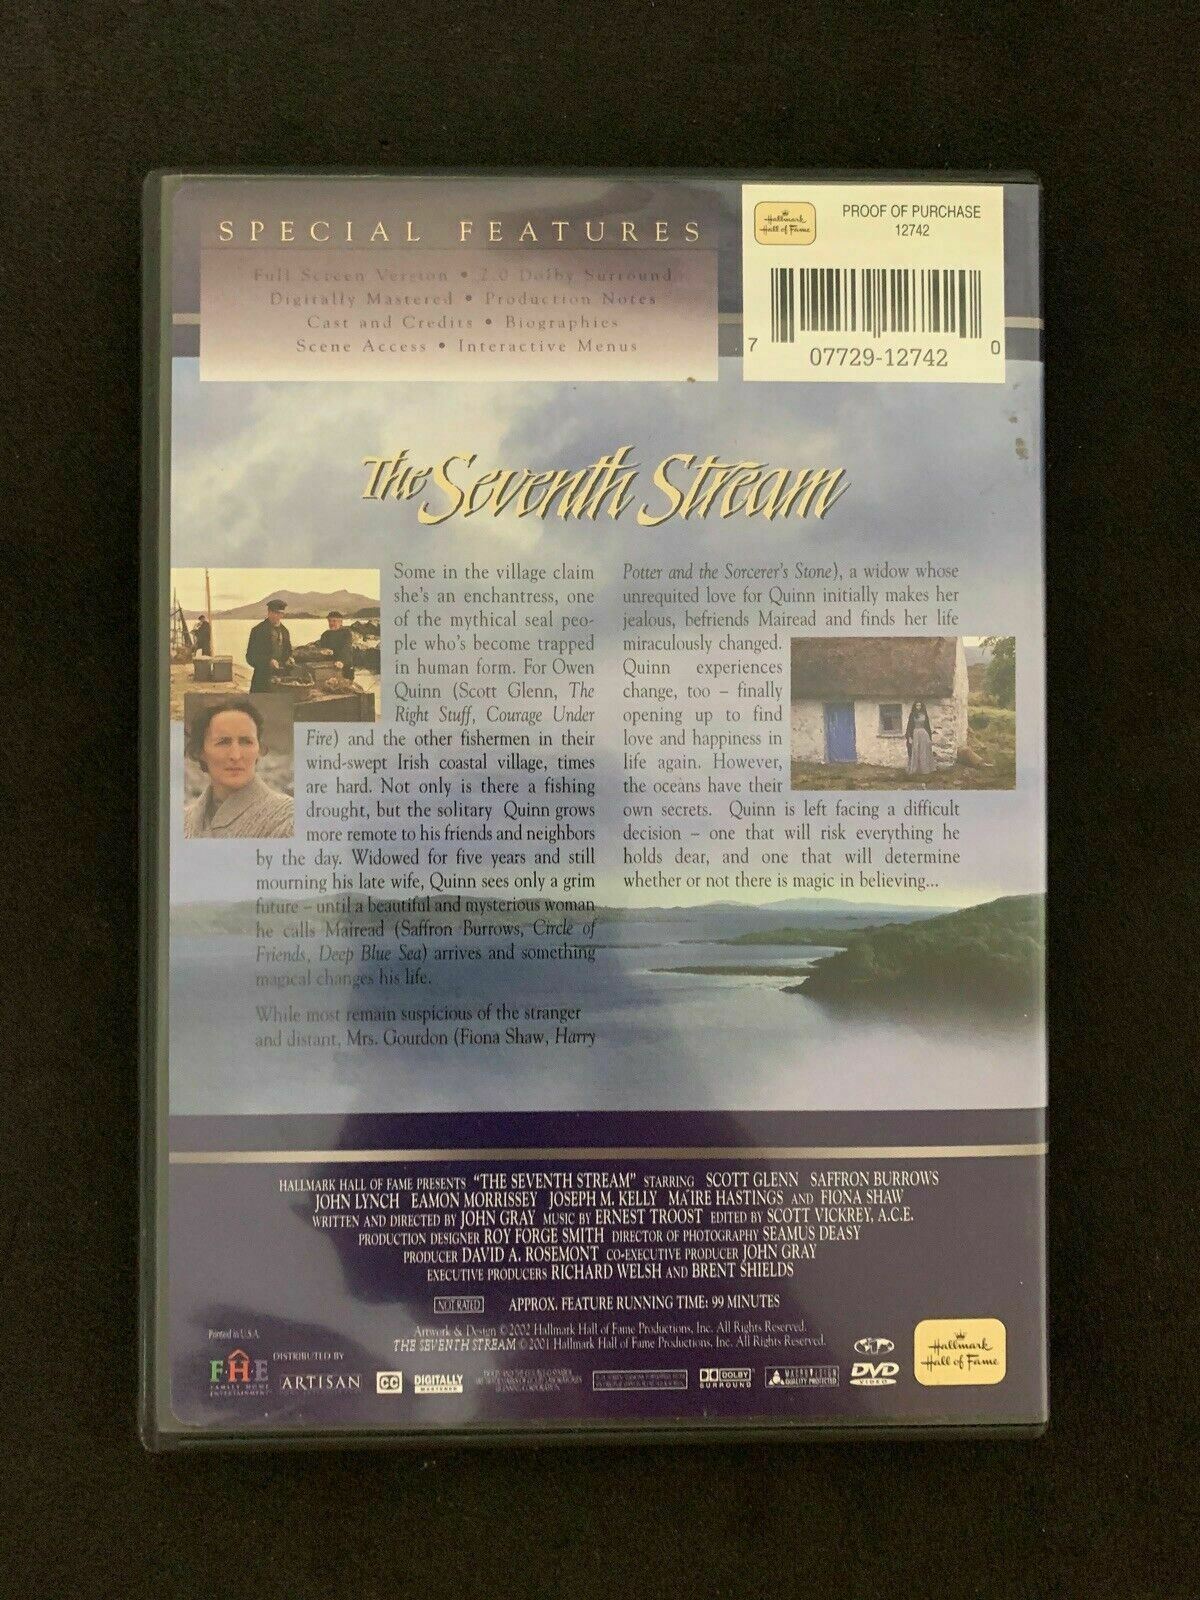 SPECIAL FEATURES
Full Screen Version • 2.0 Dolby Surround
Digitally Mastered • Production Notes
Cast and Credits • Biographies
Scene Access • Interactive Menus
Hallmark
Hall of Fame
PROOF OF PURCHASE
12742
7 07729-12742 0
The Seventh Stream
Some in the village claim
she's an enchantress, one
of the mythical seal peo-
ple who's become trapped
in human form. For Owen
Quinn (Scott Glenn, The
Right Stuff, Courage Under
Fire) and the other fishermen in their
wind-swept Irish coastal village, times
are hard. Not only is there a fishing
drought, but the solitary Quinn grows
more remote to his friends and neighbors
by the day. Widowed for five years and still
mourning his late wife, Quinn sees only a grim
future – until a beautiful and mysterious woman
he calls Mairead (Saffron Burrows, Circle of
Friends, Deep Blue Sea) arrives and something
magical changes his life.
While most remain suspicious of the stranger
and distant, Mrs. Gourdon (Fiona Shaw, Harry
Potter and the Sorcerer's Stone), a widow whose
unrequited love for Quinn initially makes her
jealous, befriends Mairead and finds her life
miraculously changed.
Quinn experiences
change, too – finally
opening up to find
love and happiness in
life again. However,
the oceans have their
own secrets. Quinn is left facing a difficult
decision – one that will risk everything he
holds dear, and one that will determine
whether or not there is magic in believing...
HALLMARK HALL OF FAME PRESENTS "THE SEVENTH STREAM" STARRING SCOTT GLENN SAFFRON BURROWS
JOHN LYNCH EAMON MORRISSEY JOSEPH M. KELLY MA'IRE HASTINGS AND FIONA SHAW
WRITTEN AND DIRECTED BY JOHN GRAY MUSIC BY ERNEST TROOST EDITED BY SCOTT VICKREY, A.C.E.
PRODUCTION DESIGNER ROY FORGE SMITH DIRECTOR OF PHOTOGRAPHY SEAMUS DEASY
PRODUCER DAVID A. ROSEMONT CO-EXECUTIVE PRODUCER JOHN GRAY
EXECUTIVE PRODUCERS RICHARD WELSH AND BRENT SHIELDS
NOT RATED APPROX. FEATURE RUNNING TIME: 99 MINUTES
Artwork & Design © 2002 Hallmark Hall of Fame Productions, Inc. All Rights Reserved.
THE SEVENTH STREAM © 2001 Hallmark Hall of Fame Productions, Inc. All Rights Reserved.
Printed in U.S.A.
F·H·E
FAMILY HOME
ENTERTAINMENT
DISTRIBUTED BY
ARTISAN
CC
DIGITALLY
MASTERED
DOLBY
SURROUND
MACROVISION
QUALITY PROTECTED
DVD
VIDEO
Hallmark
Hall of Fame